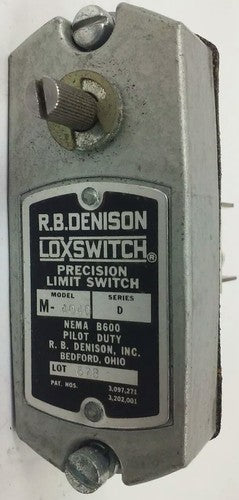 R.B.DENISON
LOXSWITCH®
PRECISION
LIMIT SWITCH
MODEL SERIES
M- D
NEMA B600
PILOT DUTY
R. B. DENISON, INC.
BEDFORD, OHIO
LOT
PAT. NOS. 3,097,271
3,202,001